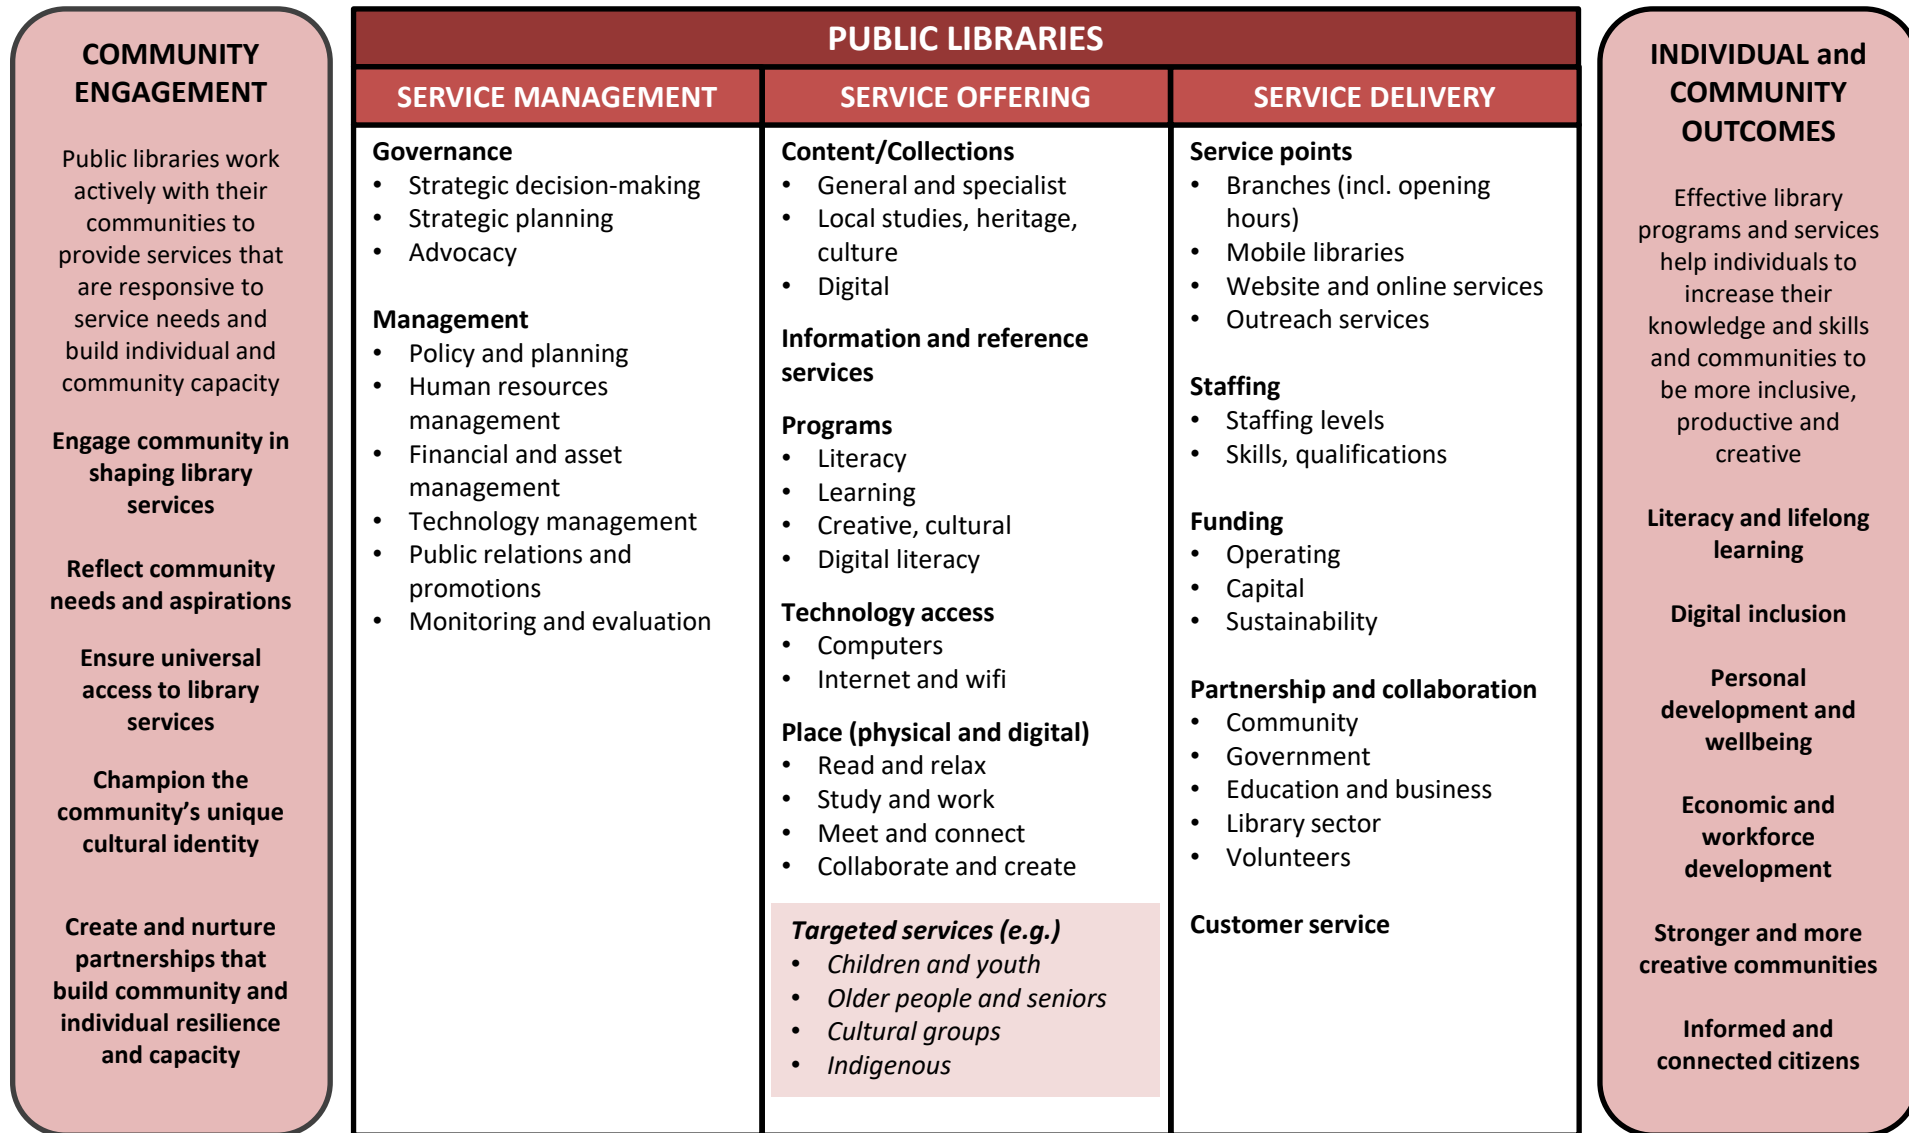 COMMUNITY
ENGAGEMENT
Public libraries work
actively with their
communities to
provide services that
are responsive to
service needs and
build individual and
community capacity
Engage community in
shaping library
services
Reflect community
needs and aspirations
Ensure universal
access to library
services
Champion the
community’s unique
cultural identity
Create and nurture
partnerships that
build community and
individual resilience
and capacity
PUBLIC LIBRARIES
SERVICE MANAGEMENT
Governance
• Strategic decision-making
• Strategic planning
• Advocacy
Management
• Policy and planning
• Human resources
management
• Financial and asset
management
• Technology management
• Public relations and
promotions
• Monitoring and evaluation
SERVICE OFFERING
Content/Collections
• General and specialist
• Local studies, heritage,
culture
• Digital
Information and reference
services
Programs
• Literacy
• Learning
• Creative, cultural
• Digital literacy
Technology access
• Computers
• Internet and wifi
Place (physical and digital)
• Read and relax
• Study and work
• Meet and connect
• Collaborate and create
Targeted services (e.g.)
• Children and youth
• Older people and seniors
• Cultural groups
• Indigenous
SERVICE DELIVERY
Service points
• Branches (incl. opening
hours)
• Mobile libraries
• Website and online services
• Outreach services
Staffing
• Staffing levels
• Skills, qualifications
Funding
• Operating
• Capital
• Sustainability
Partnership and collaboration
• Community
• Government
• Education and business
• Library sector
• Volunteers
Customer service
INDIVIDUAL and
COMMUNITY
OUTCOMES
Effective library
programs and services
help individuals to
increase their
knowledge and skills
and communities to
be more inclusive,
productive and
creative
Literacy and lifelong
learning
Digital inclusion
Personal
development and
wellbeing
Economic and
workforce
development
Stronger and more
creative communities
Informed and
connected citizens